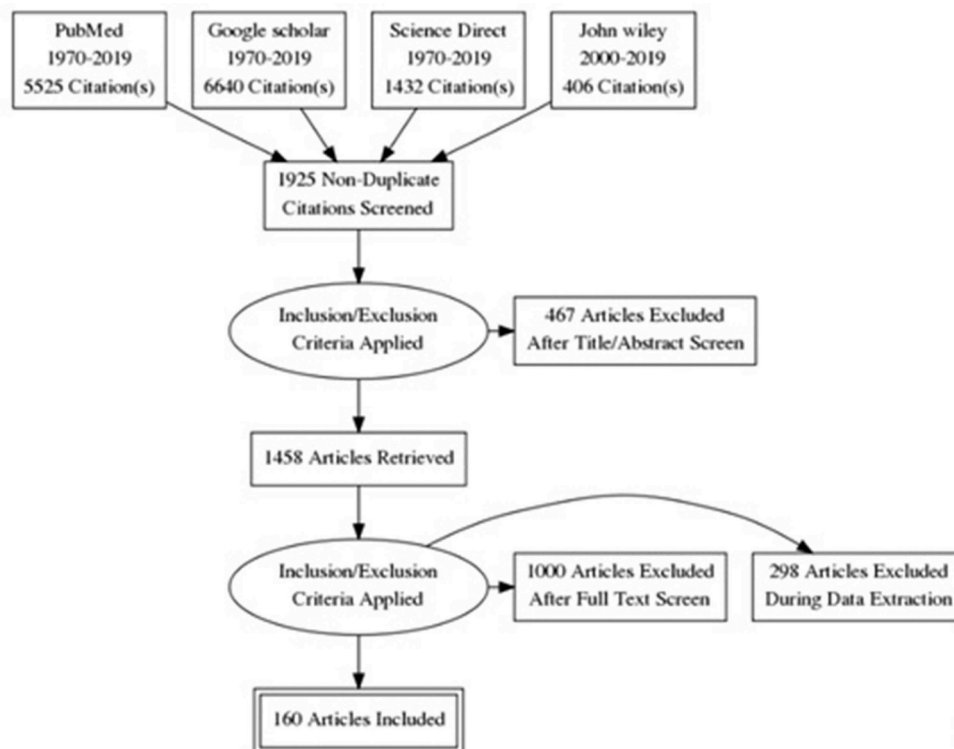 PubMed
1970-2019
5525 Citation(s)
Google scholar
1970-2019
6640 Citation(s)
Science Direct
1970-2019
1432 Citation(s)
John wiley
2000-2019
406 Citation(s)
1925 Non-Duplicate
Citations Screened
Inclusion/Exclusion
Criteria Applied
467 Articles Excluded
After Title/Abstract Screen
1458 Articles Retrieved
Inclusion/Exclusion
Criteria Applied
1000 Articles Excluded
After Full Text Screen
298 Articles Excluded
During Data Extraction
160 Articles Included